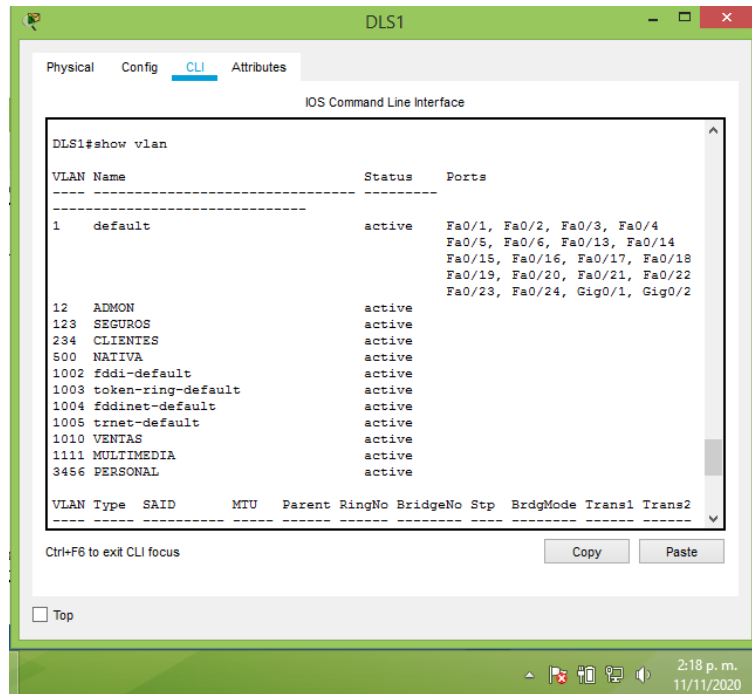 DLS1
Physical Config CLI Attributes
IOS Command Line Interface
DLS1#show vlan
VLAN Name Status Ports
---- -------------------------------- ---------
-------------------------------
1 default active Fa0/1, Fa0/2, Fa0/3, Fa0/4
Fa0/5, Fa0/6, Fa0/13, Fa0/14
Fa0/15, Fa0/16, Fa0/17, Fa0/18
Fa0/19, Fa0/20, Fa0/21, Fa0/22
Fa0/23, Fa0/24, Gig0/1, Gig0/2
12 ADMON active
123 SEGUROS active
234 CLIENTES active
500 NATIVA active
1002 fddi-default active
1003 token-ring-default active
1004 fddinet-default active
1005 trnet-default active
1010 VENTAS active
1111 MULTIMEDIA active
3456 PERSONAL active
VLAN Type SAID MTU Parent RingNo BridgeNo Stp BrdgMode Trans1 Trans2
---- ----- ---------- ----- ------ ------ -------- ---- -------- ------ ------
Ctrl+F6 to exit CLI focus
Copy Paste
Top
2:18 p. m.
11/11/2020